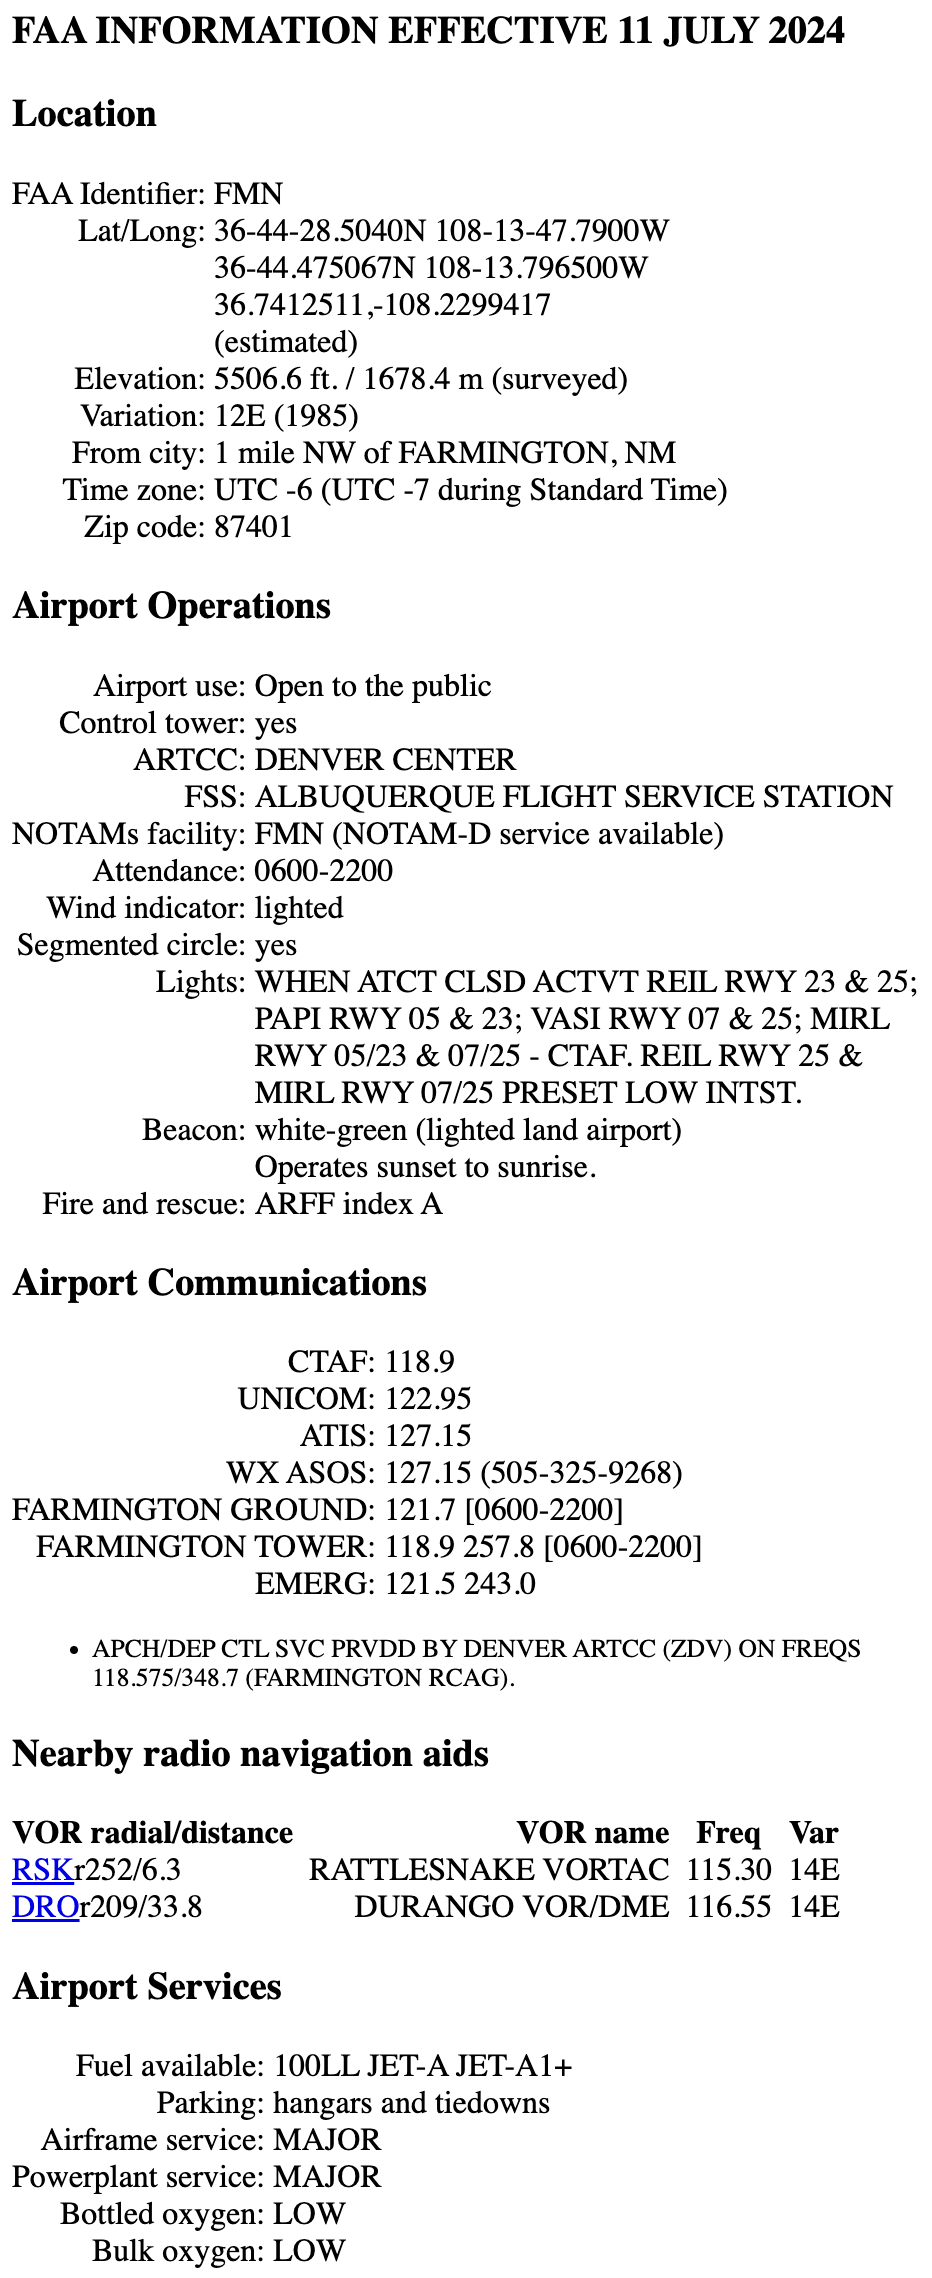 FAA INFORMATION EFFECTIVE 11 JULY 2024
Location
FAA Identifier: FMN
Lat/Long: 36-44-28.5040N 108-13-47.7900W
36-44.475067N 108-13.796500W
36.7412511,-108.2299417
(estimated)
Elevation: 5506.6 ft. / 1678.4 m (surveyed)
Variation: 12E (1985)
From city: 1 mile NW of FARMINGTON, NM
Time zone: UTC -6 (UTC -7 during Standard Time)
Zip code: 87401
Airport Operations
Airport use: Open to the public
Control tower: yes
ARTCC: DENVER CENTER
FSS: ALBUQUERQUE FLIGHT SERVICE STATION
NOTAMs facility: FMN (NOTAM-D service available)
Attendance: 0600-2200
Wind indicator: lighted
Segmented circle: yes
Lights: WHEN ATCT CLSD ACTVT REIL RWY 23 & 25;
PAPI RWY 05 & 23; VASI RWY 07 & 25; MIRL
RWY 05/23 & 07/25 - CTAF. REIL RWY 25 &
MIRL RWY 07/25 PRESET LOW INTST.
Beacon: white-green (lighted land airport)
Operates sunset to sunrise.
Fire and rescue: ARFF index A
Airport Communications
CTAF: 118.9
UNICOM: 122.95
ATIS: 127.15
WX ASOS: 127.15 (505-325-9268)
FARMINGTON GROUND: 121.7 [0600-2200]
FARMINGTON TOWER: 118.9 257.8 [0600-2200]
EMERG: 121.5 243.0
• APCH/DEP CTL SVC PRVDD BY DENVER ARTCC (ZDV) ON FREQS
118.575/348.7 (FARMINGTON RCAG).
Nearby radio navigation aids
VOR radial/distance VOR name Freq Var
RSKr252/6.3 RATTLESNAKE VORTAC 115.30 14E
DROr209/33.8 DURANGO VOR/DME 116.55 14E
Airport Services
Fuel available: 100LL JET-A JET-A1+
Parking: hangars and tiedowns
Airframe service: MAJOR
Powerplant service: MAJOR
Bottled oxygen: LOW
Bulk oxygen: LOW